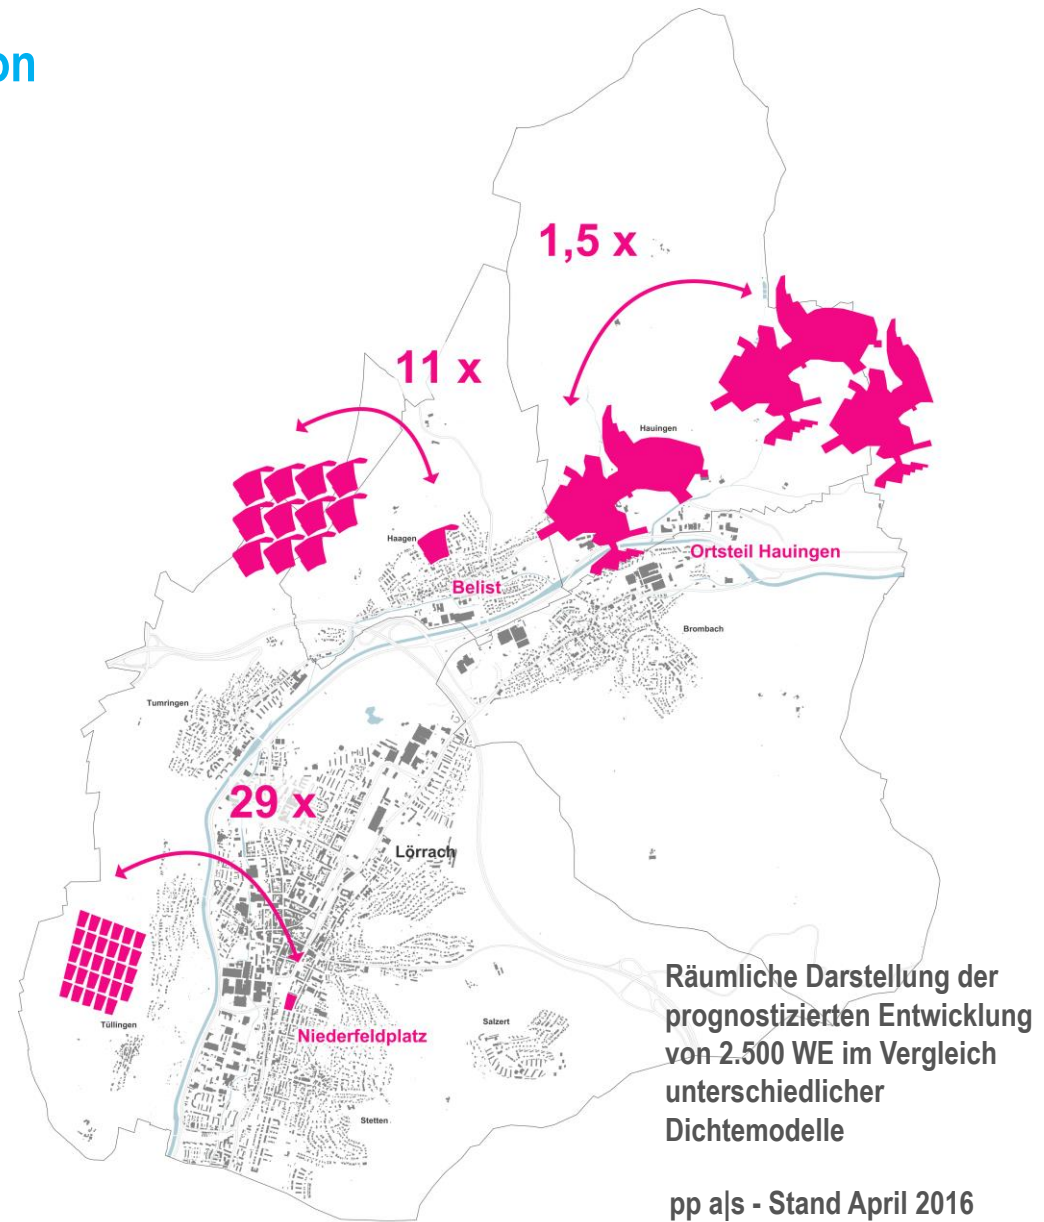 on
1,5 x
11 x
Hauingen
Haagen
Ortsteil Hauingen
Belist
Brombach
Tumringen
29 x
Lörrach
Räumliche Darstellung der
prognostizierten Entwicklung
von 2.500 WE im Vergleich
unterschiedlicher
Dichtemodelle
Tüllingen
Salzert
Niederfeldplatz
Stetten
pp a|s - Stand April 2016